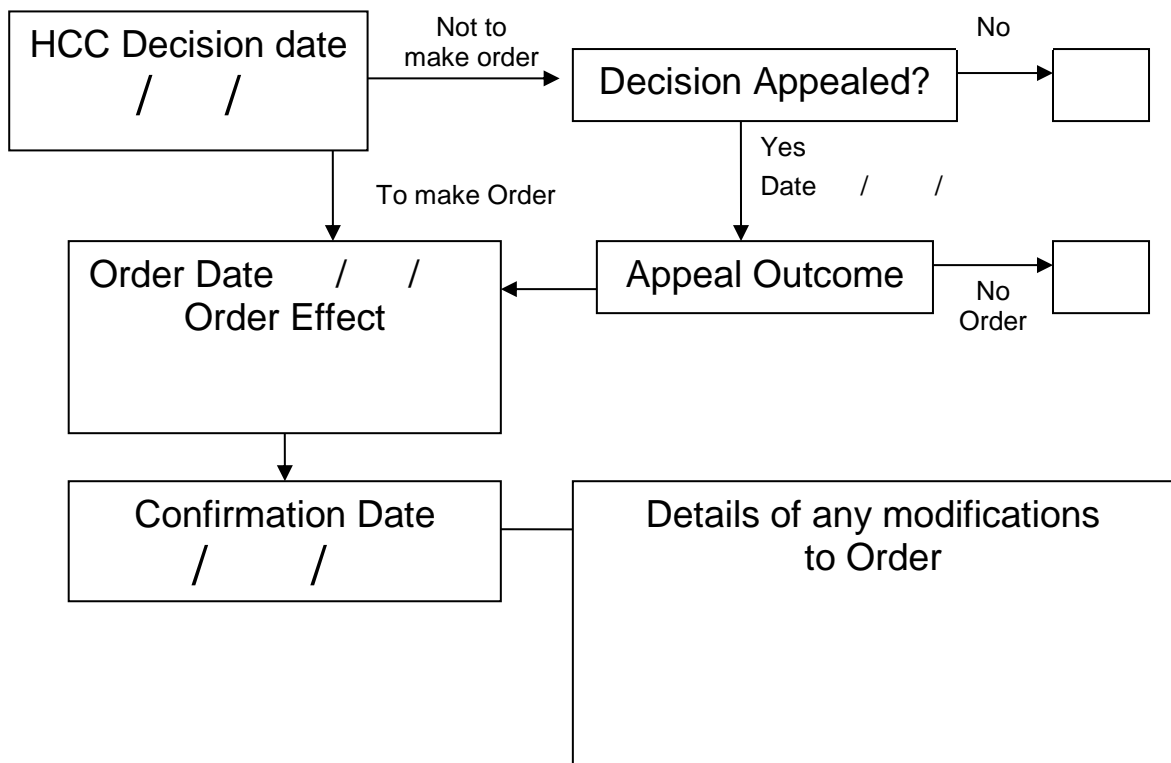 HCC Decision date
/ /
Not to
make order
Decision Appealed?
No
Yes
Date / /
To make Order
Order Date / /
Order Effect
Appeal Outcome
No
Order
Confirmation Date
/ /
Details of any modifications
to Order